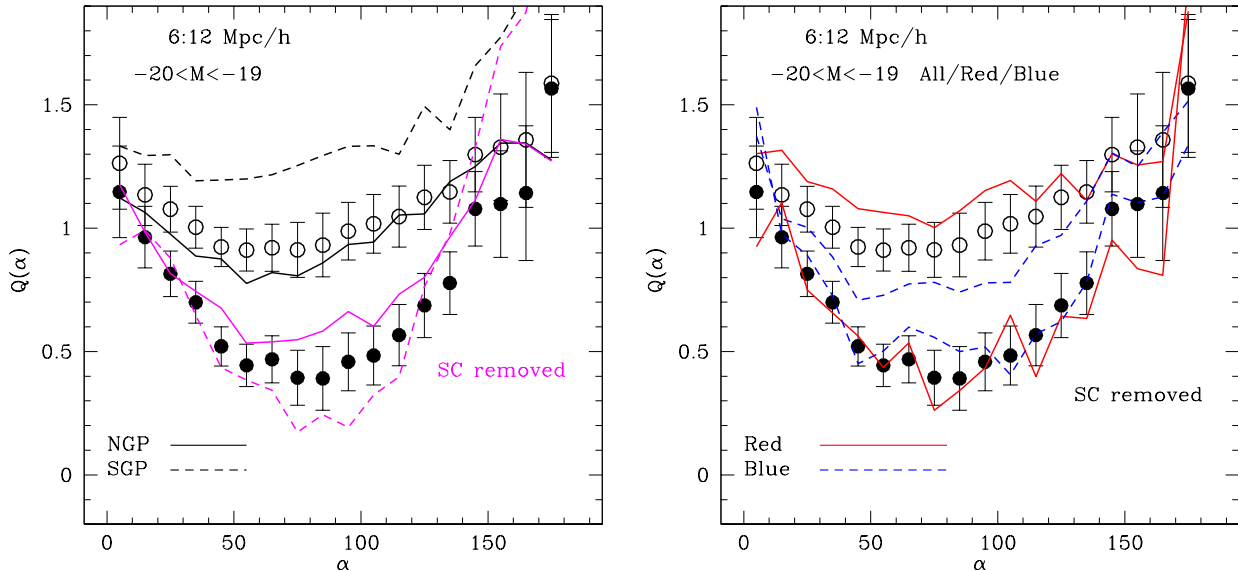 6:12 Mpc/h
-20<M<-19
SC removed
NGP
SGP
Q(α)
1.5
1
0.5
0
0
50
100
150
α
6:12 Mpc/h
-20<M<-19 All/Red/Blue
SC removed
Red
Blue
Q(α)
1.5
1
0.5
0
0
50
100
150
α